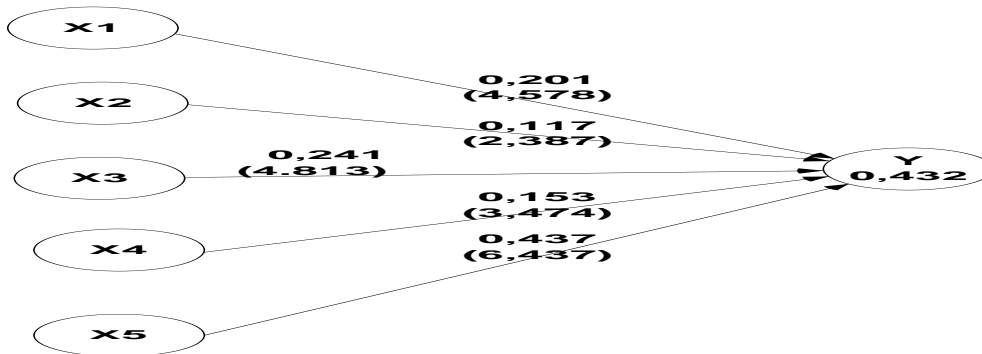 X1
0,201
(4,578)
X2
0,117
(2,387)
X3
0,241
(4.813)
Y
0,432
X4
0,153
(3,474)
X5
0,437
(6,437)